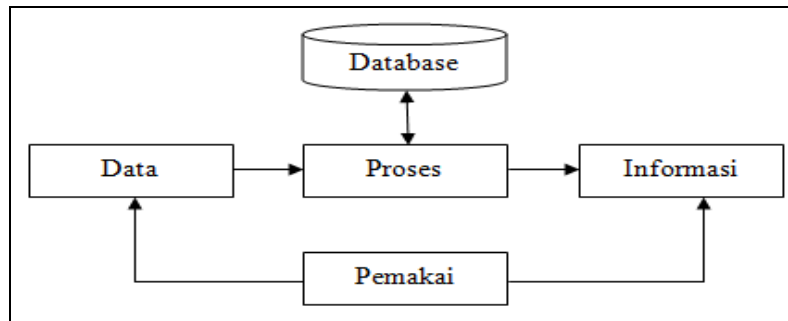 Database
Data
Proses
Informasi
Pemakai